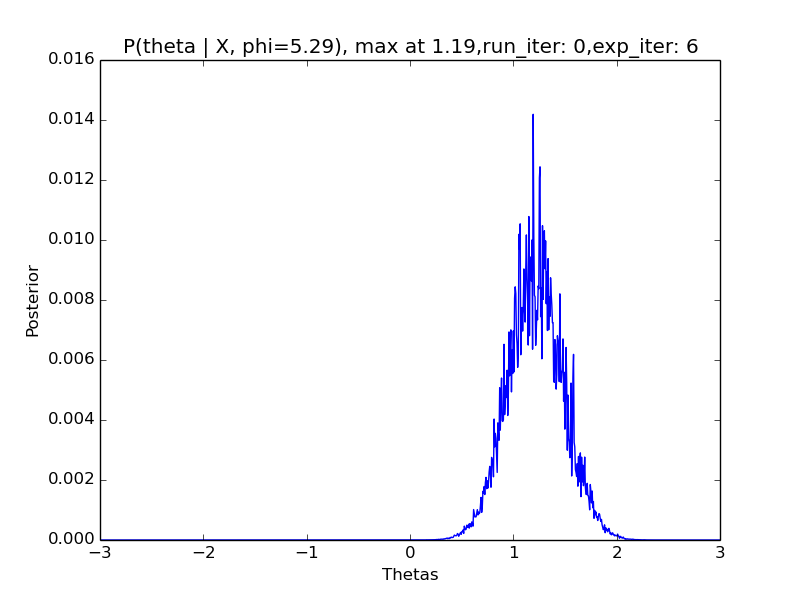 P(theta | X, phi=5.29), max at 1.19,run_iter: 0,exp_iter: 6
0.016
0.014
0.012
0.010
0.008
0.006
0.004
0.002
0.000
Posterior
−3 −2 −1 0 1 2 3
Thetas